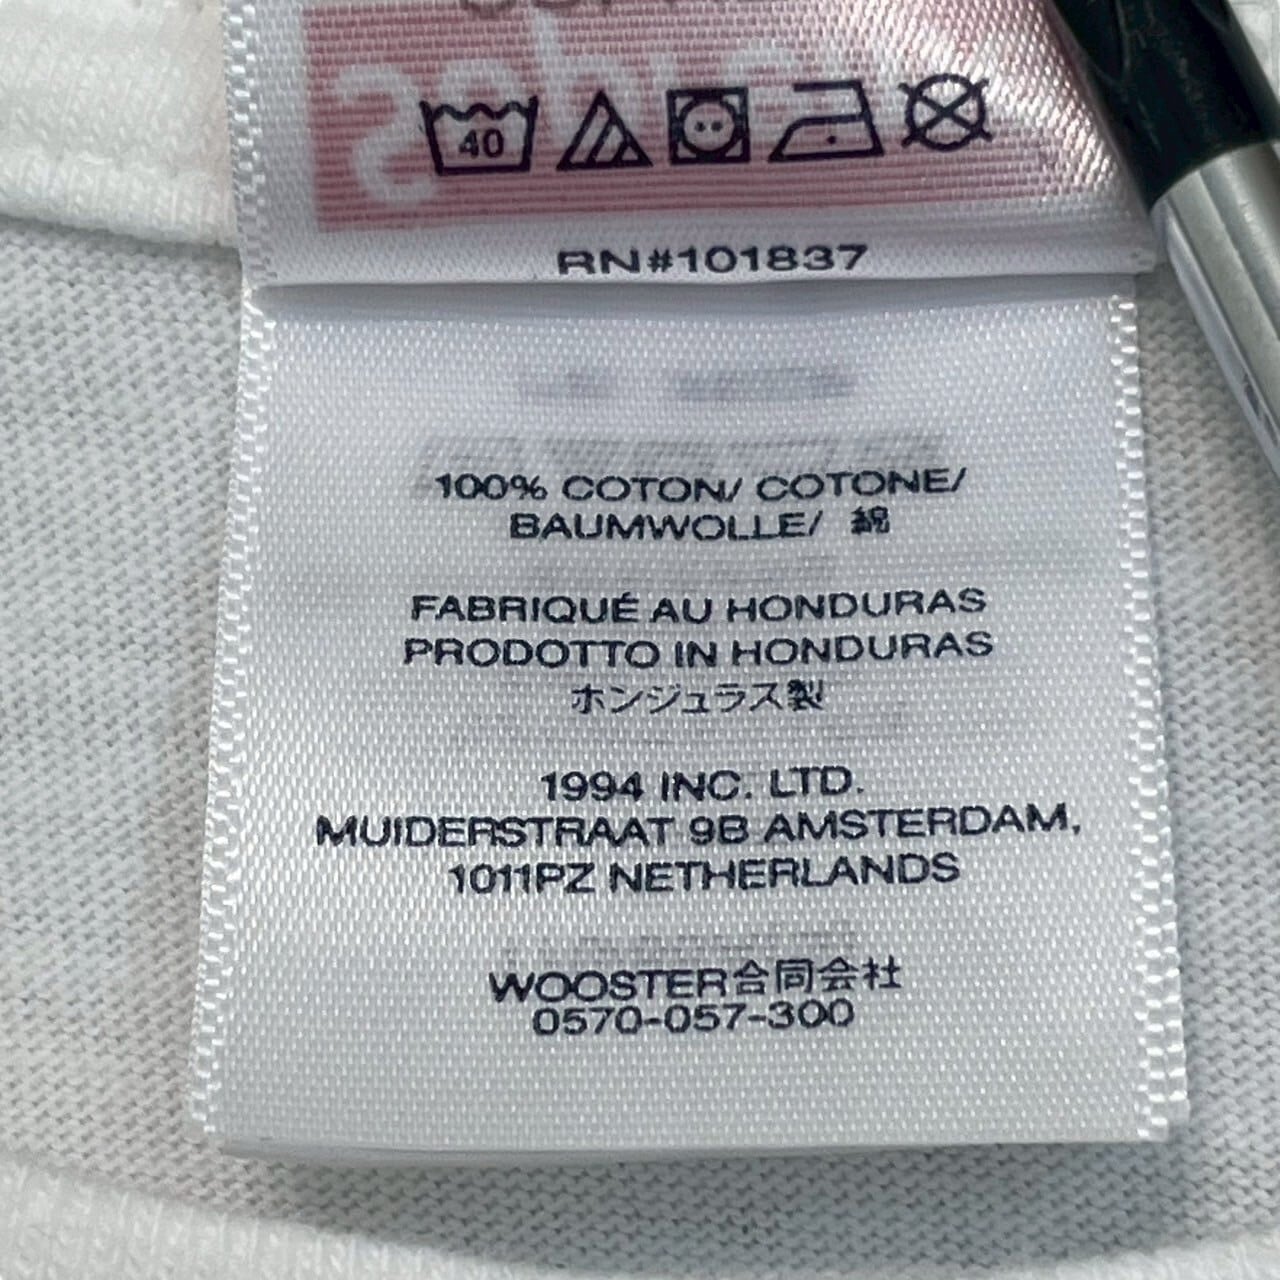 40
RN#101837
100% COTON/ COTONE/
BAUMWOLLE/ 綿
FABRIQUÉ AU HONDURAS
PRODOTTO IN HONDURAS
ホンジュラス製
1994 INC. LTD.
MUIDERSTRAAT 9B AMSTERDAM,
1011PZ NETHERLANDS
WOOSTER合同会社
0570-057-300